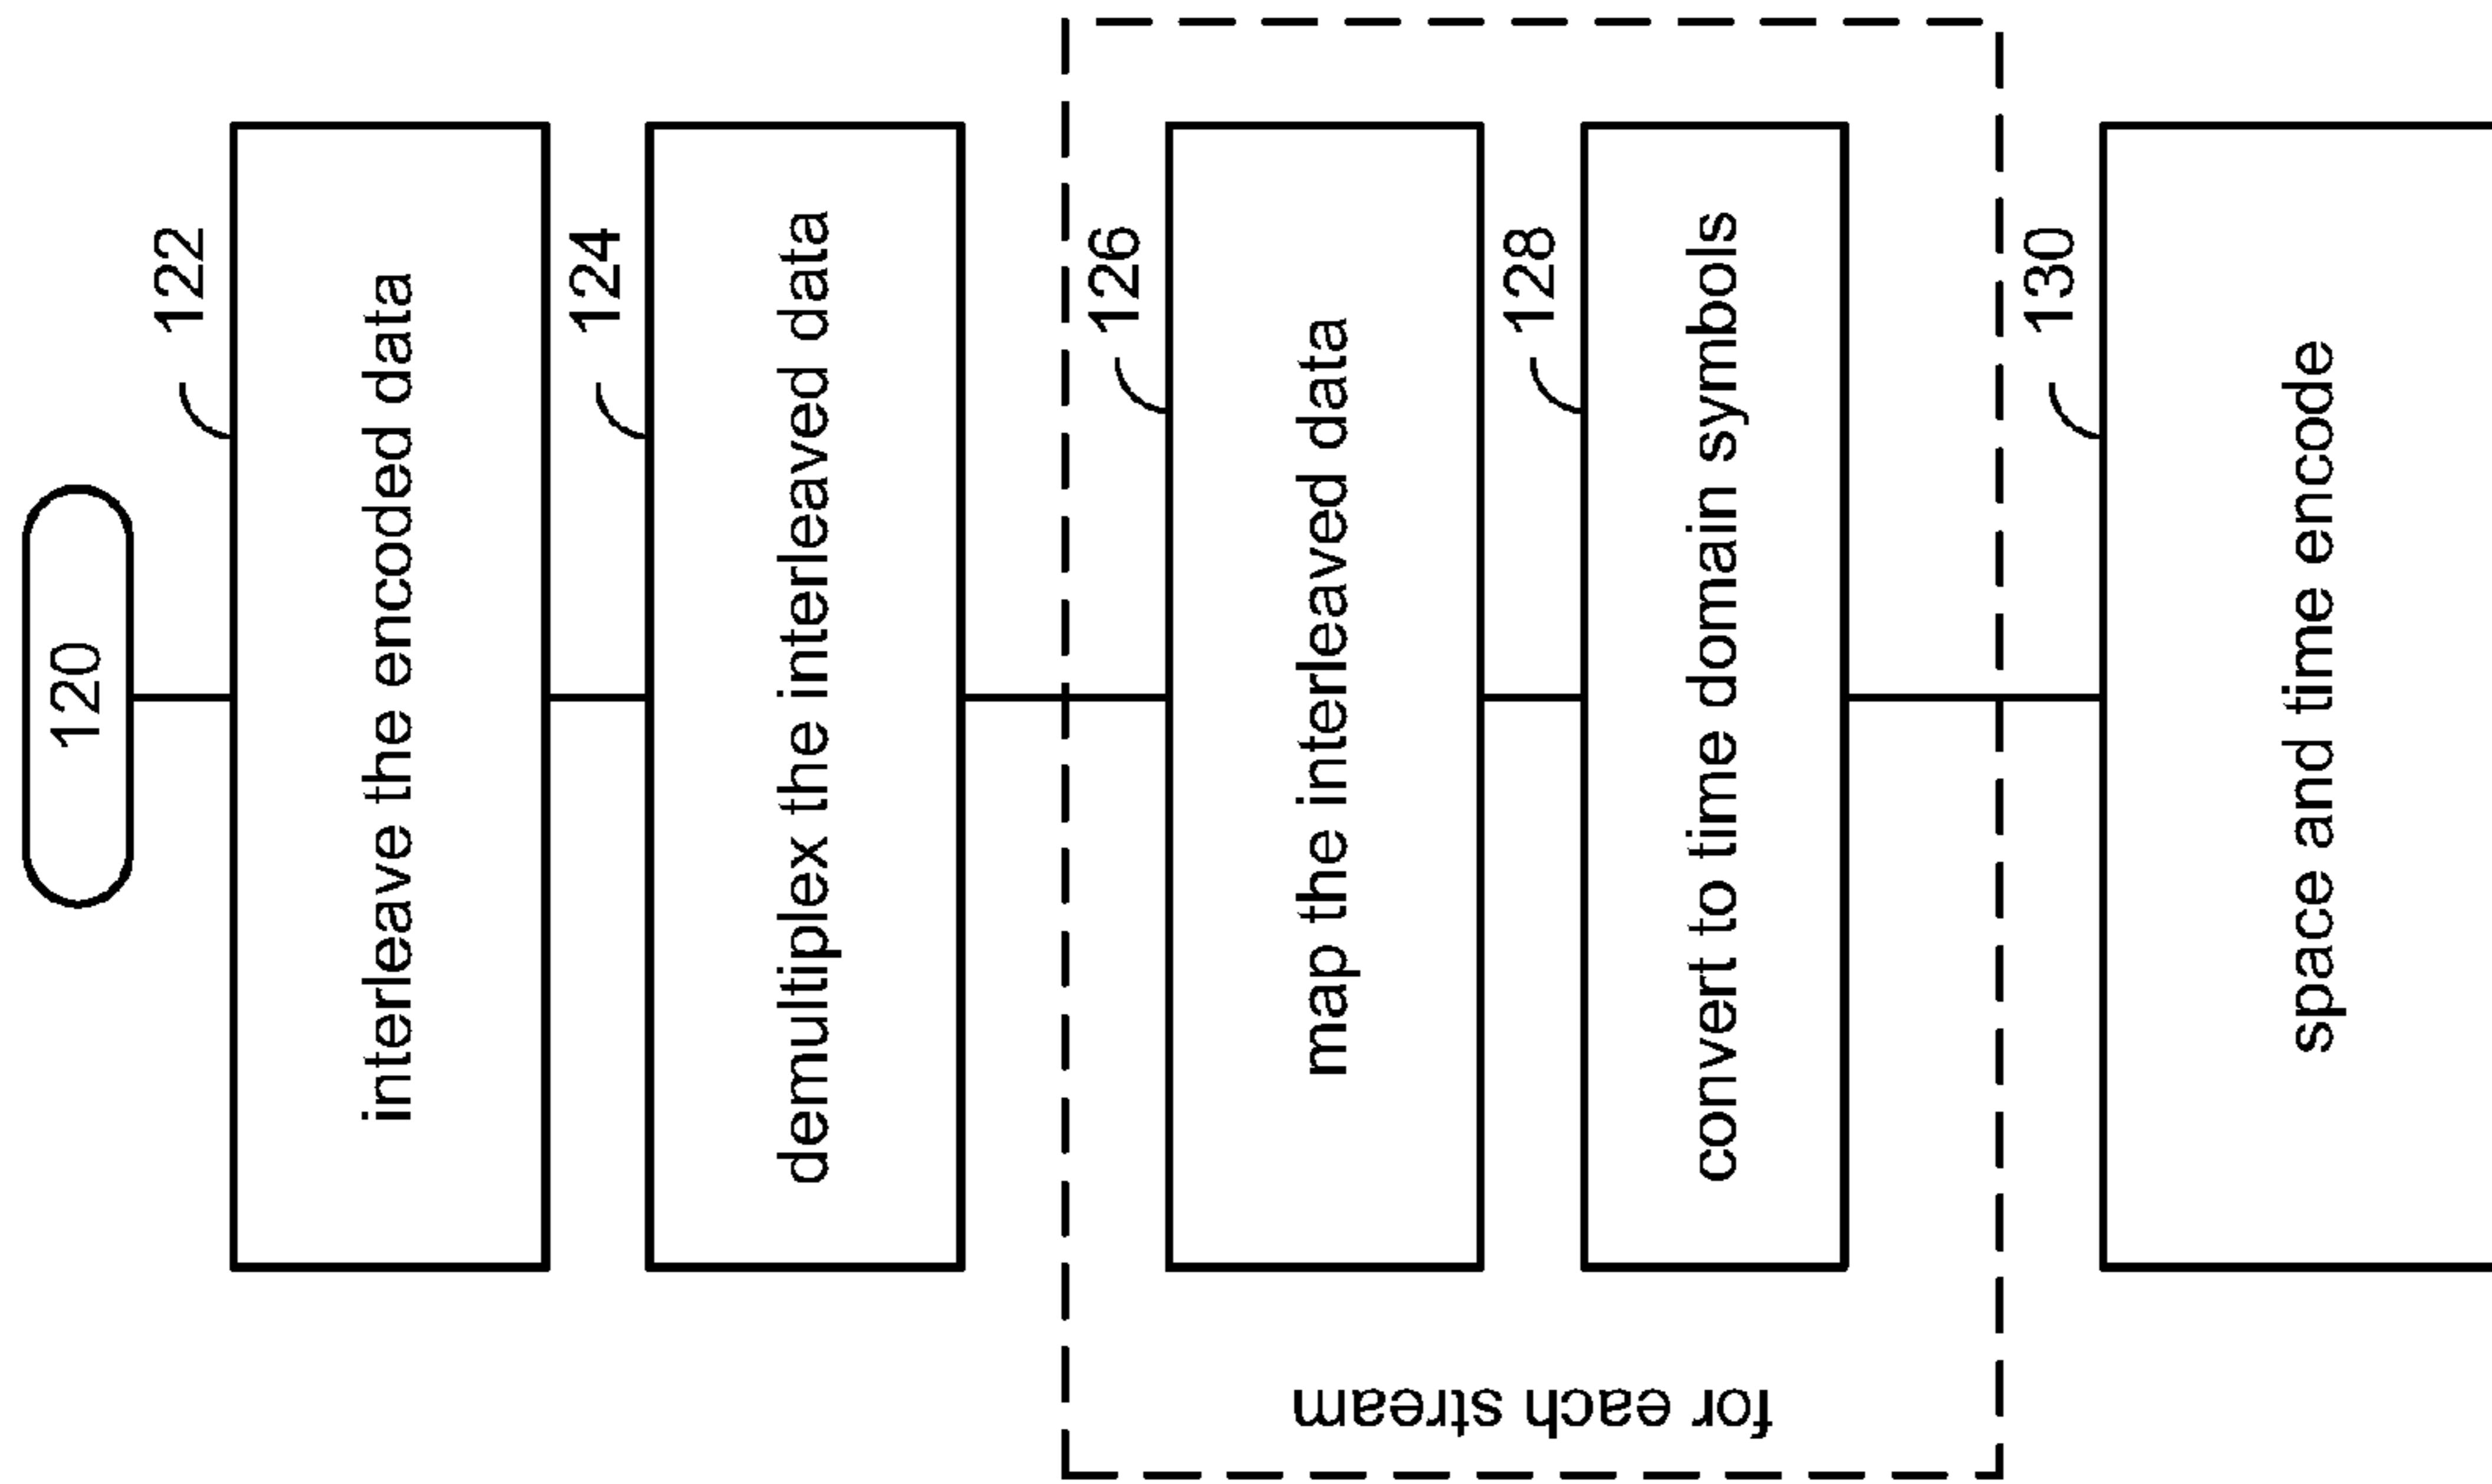 120
122
interleave the encoded data
124
demultiplex the interleaved data
for each stream
126
map the interleaved data
128
convert to time domain symbols
130
space and time encode